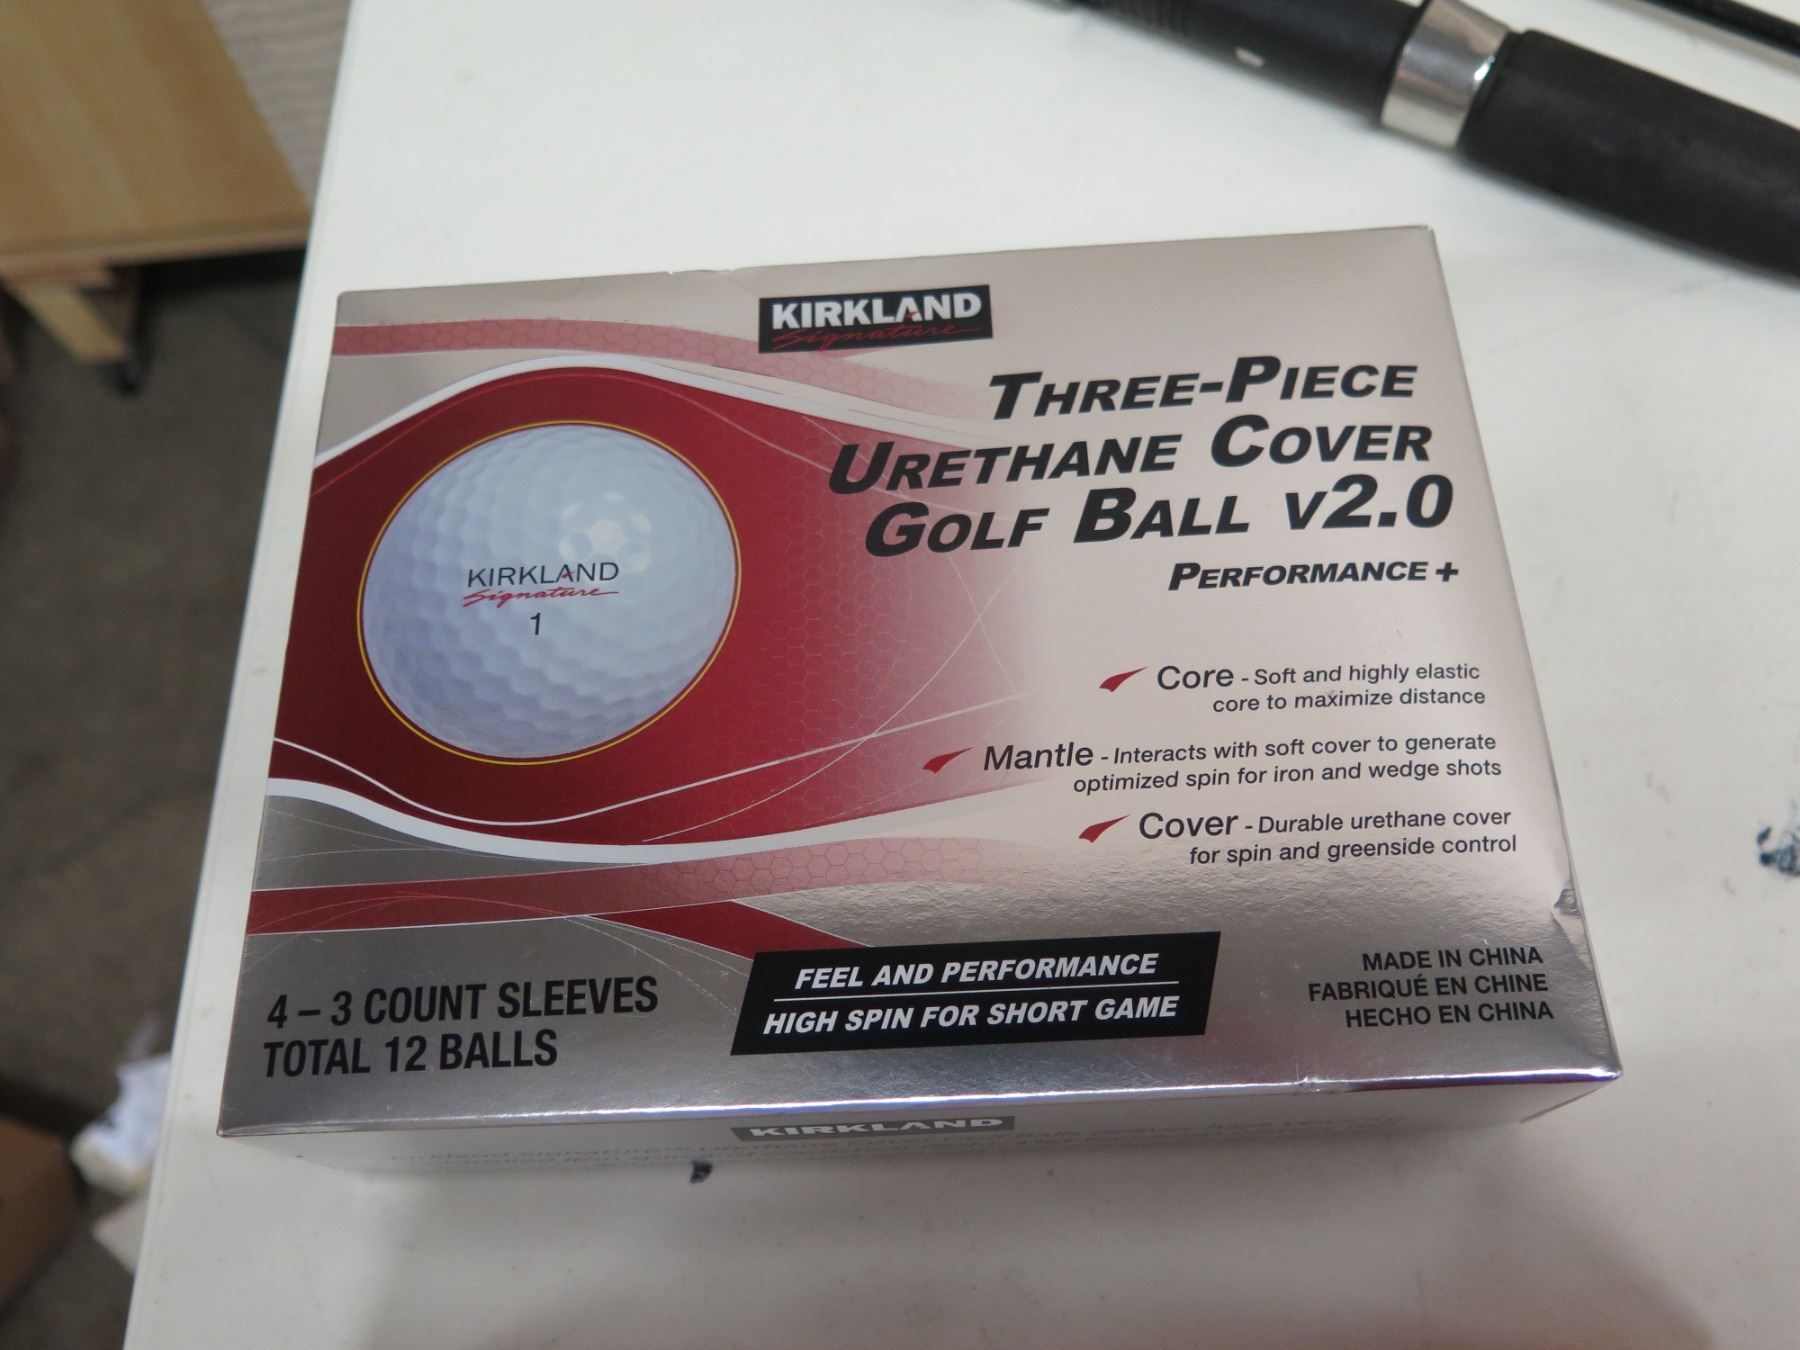 KIRKLAND
Signature
THREE-PIECE
URETHANE COVER
GOLF BALL V2.0
PERFORMANCE +
KIRKLAND
Signature
1
Core - Soft and highly elastic
core to maximize distance
Mantle - Interacts with soft cover to generate
optimized spin for iron and wedge shots
Cover - Durable urethane cover
for spin and greenside control
4 – 3 COUNT SLEEVES
TOTAL 12 BALLS
FEEL AND PERFORMANCE
HIGH SPIN FOR SHORT GAME
MADE IN CHINA
FABRIQUÉ EN CHINE
HECHO EN CHINA
KIRKLAND